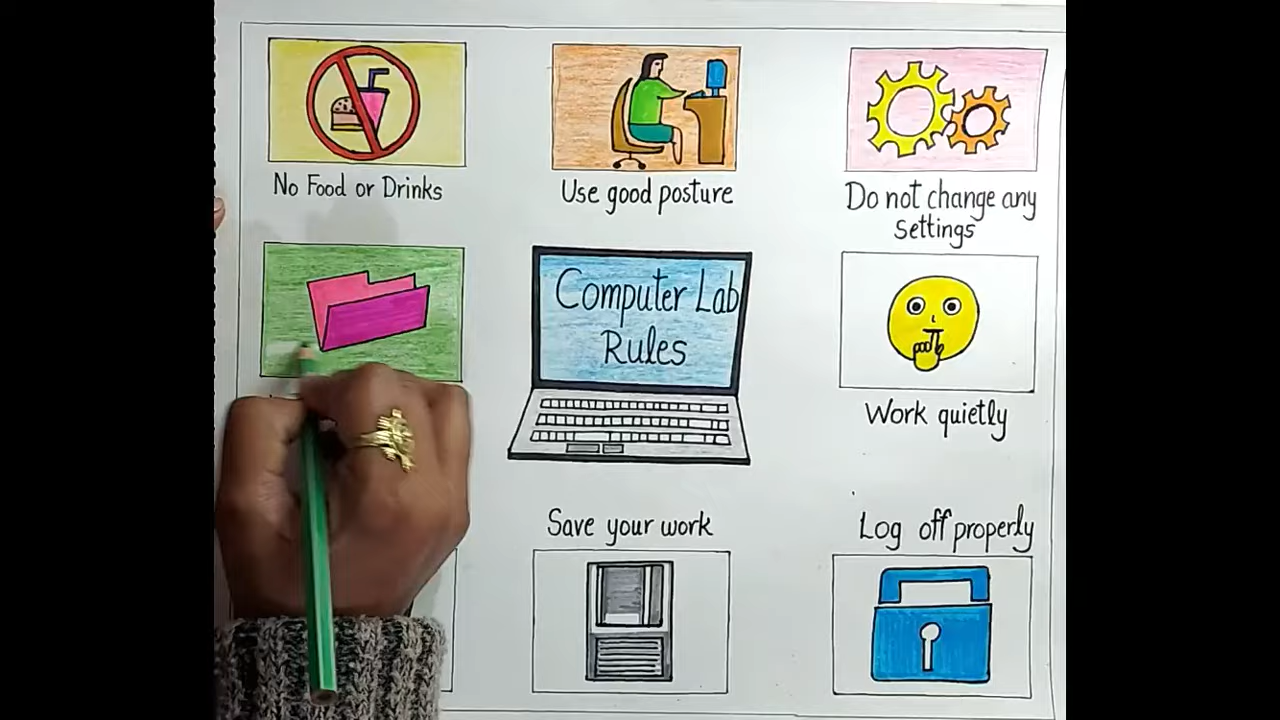 No Food or Drinks
Use good posture
Do not change any
Settings
Computer Lab
Rules
Work quietly
Save your work
Log off properly